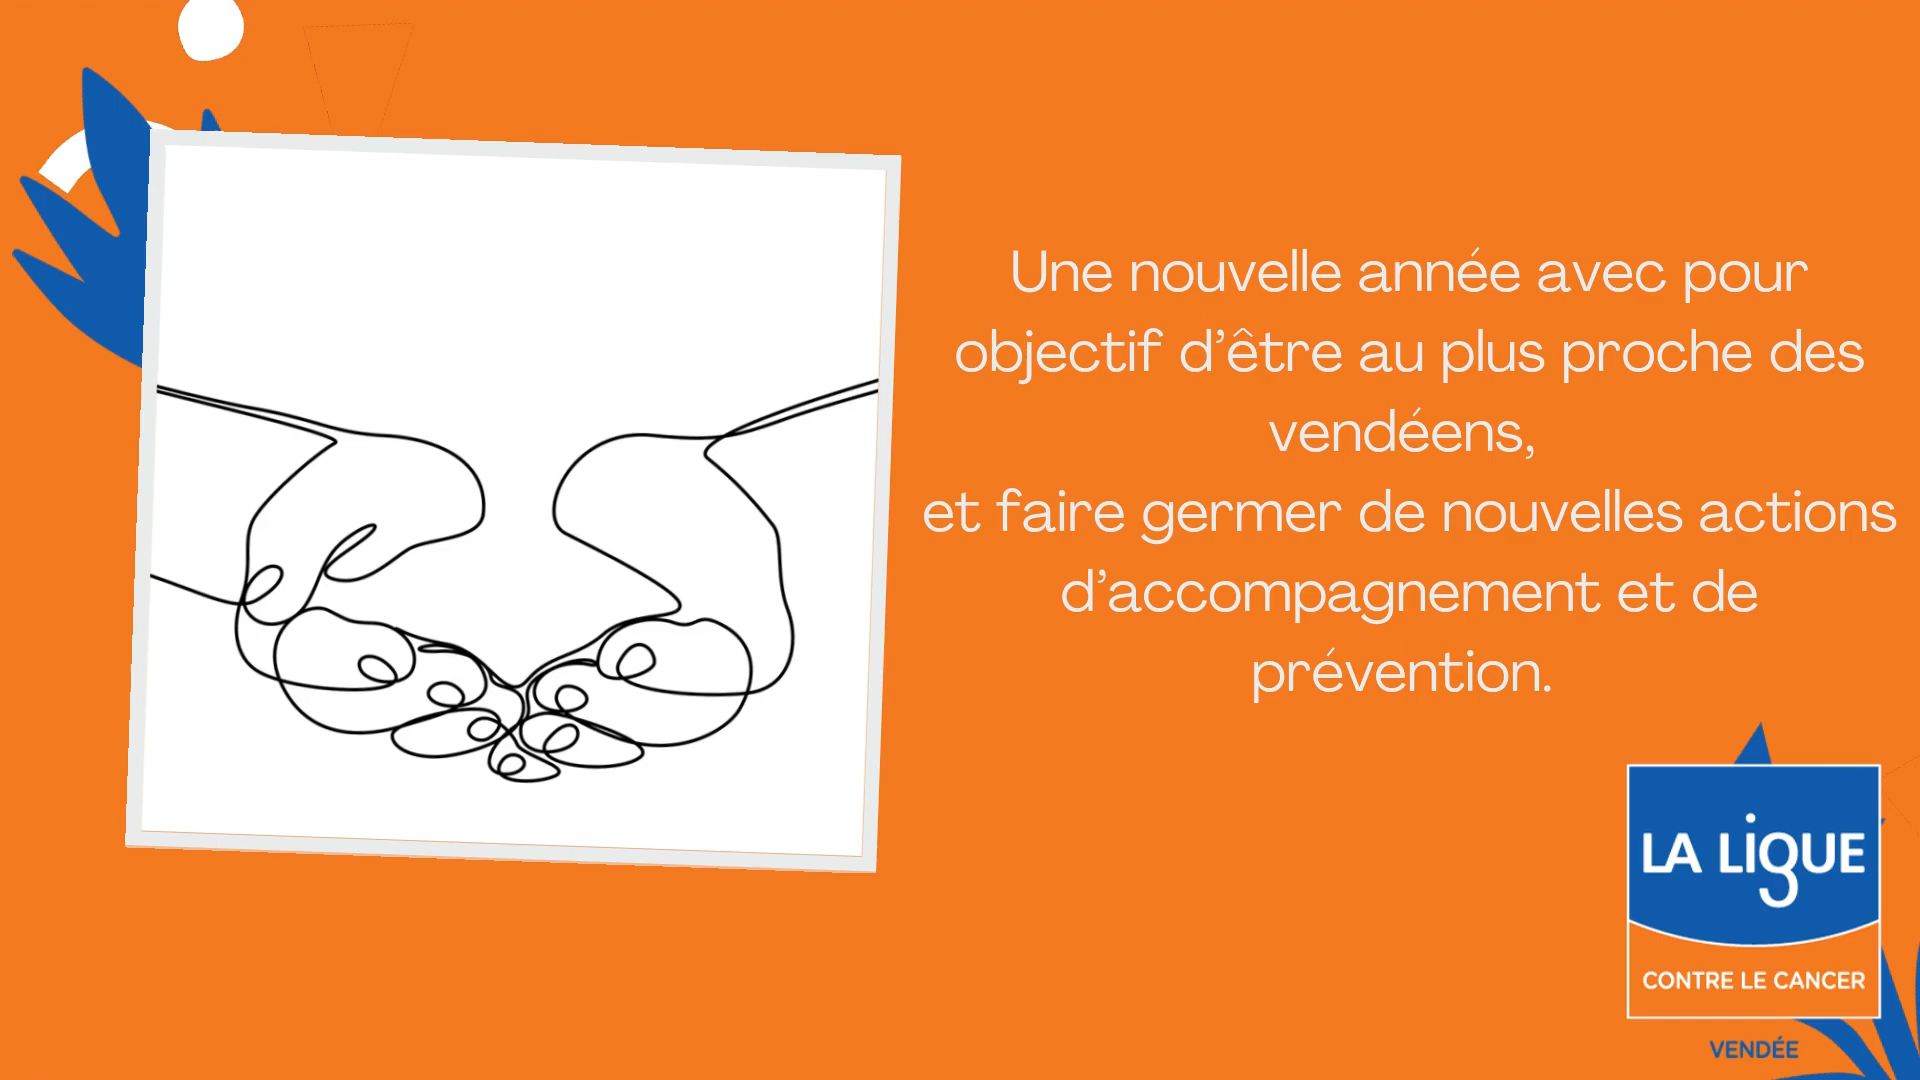 Une nouvelle année avec pour
objectif d'être au plus proche des
vendéens,
et faire germer de nouvelles actions
d'accompagnement et de
prévention.
LA LigUE
CONTRE LE CANCER
VENDÉE